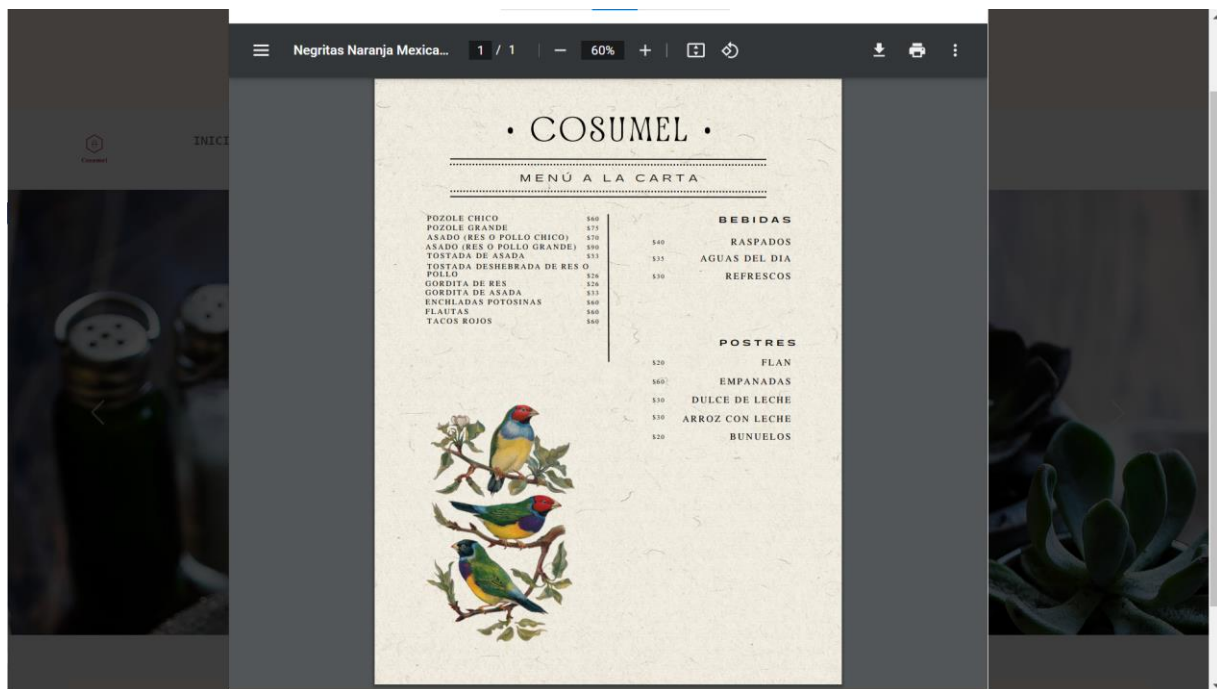 Negritas Naranja Mexica... 1 / 1 60%
Cosumel
INICI
• COSUMEL •
MENÚ A LA CARTA
POZOLE CHICO $60
POZOLE GRANDE $75
ASADO (RES O POLLO CHICO) $70
ASADO (RES O POLLO GRANDE) $90
TOSTADA DE ASADA $33
TOSTADA DESHEBRADA DE RES O
POLLO $26
GORDITA DE RES $26
GORDITA DE ASADA $33
ENCHLADAS POTOSINAS $60
FLAUTAS $60
TACOS ROJOS $60
BEBIDAS
$40 RASPADOS
$35 AGUAS DEL DIA
$30 REFRESCOS
POSTRES
$20 FLAN
$60 EMPANADAS
$30 DULCE DE LECHE
$30 ARROZ CON LECHE
$20 BUNUELOS